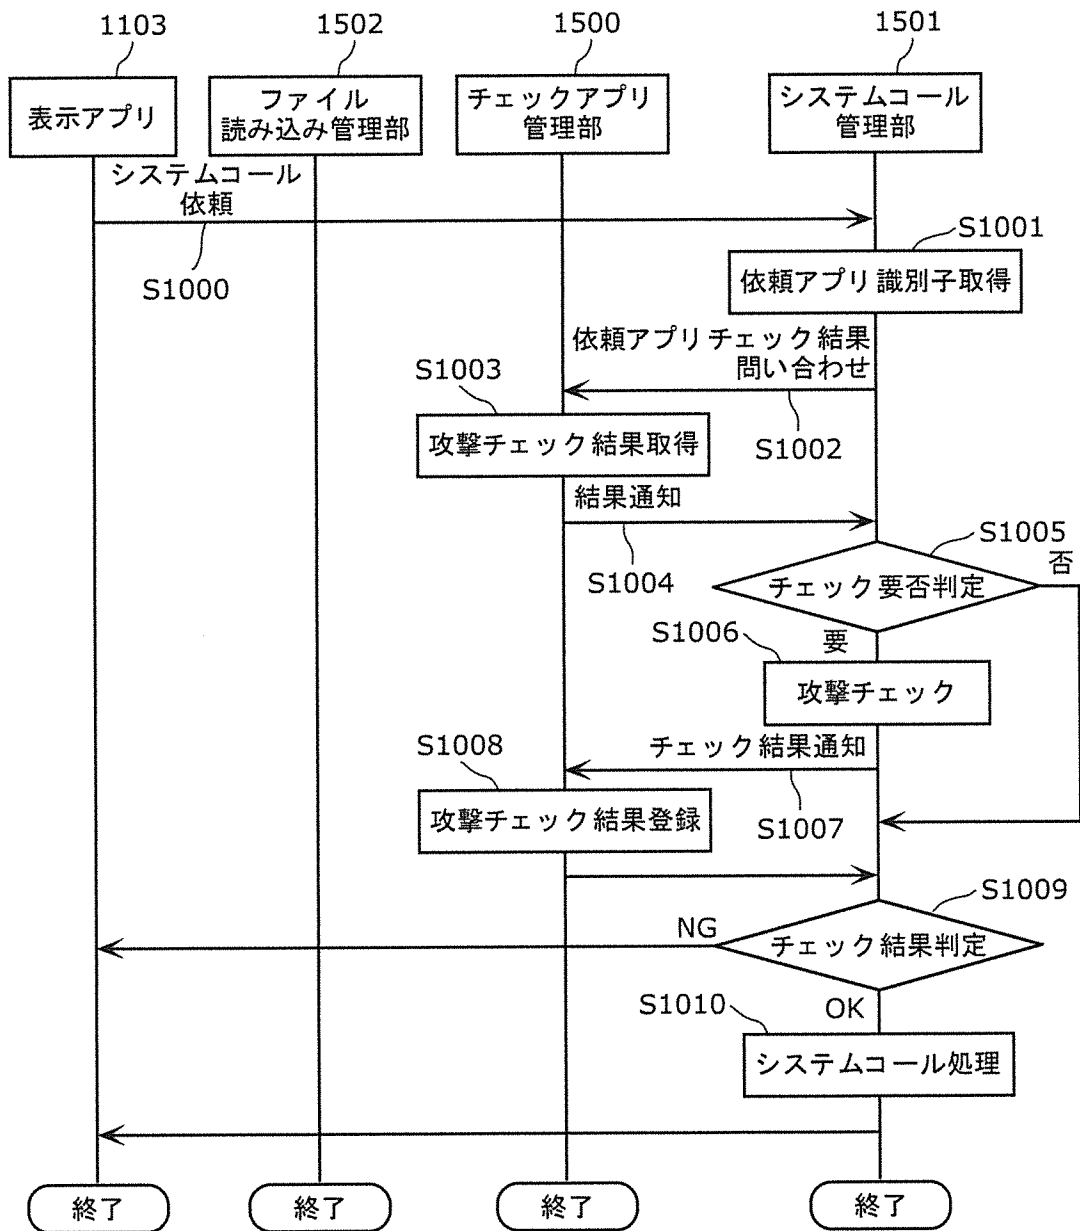 1103
1502
1500
1501
表示アプリ
ファイル
読み込み管理部
チェックアプリ
管理部
システムコール
管理部
システムコール
依頼
S1000
S1001
依頼アプリ識別子取得
依頼アプリチェック結果
問い合わせ
S1003
S1002
攻撃チェック結果取得
結果通知
S1004
S1005
否
チェック要否判定
S1006
要
攻撃チェック
S1008
チェック結果通知
S1007
攻撃チェック結果登録
S1009
NG
チェック結果判定
OK
S1010
システムコール処理
終了
終了
終了
終了